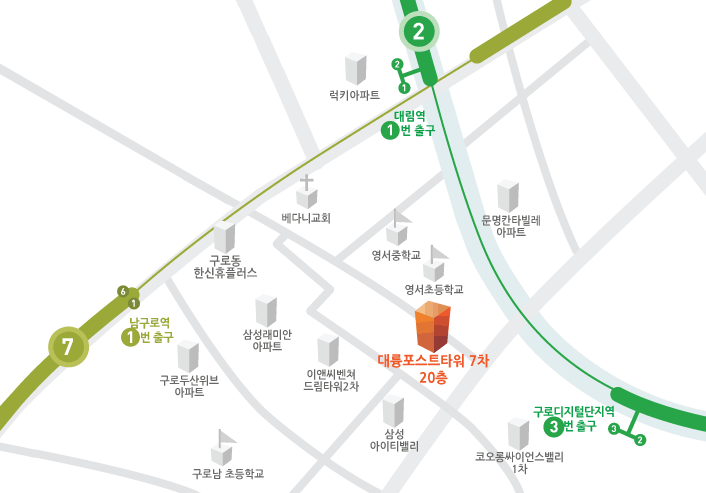 2
2
1
럭키아파트
대림역
1번 출구
베다니교회
문명칸타빌레
아파트
영서중학교
구로동
한신휴플러스
영서초등학교
6
1
남구로역
1번 출구
7
삼성래미안
아파트
대륭포스트타워 7차
20층
이앤씨벤쳐
드림타워2차
구로두산위브
아파트
구로디지털단지역
3번 출구
3
2
삼성
아이티밸리
코오롱싸이언스밸리
1차
구로남 초등학교